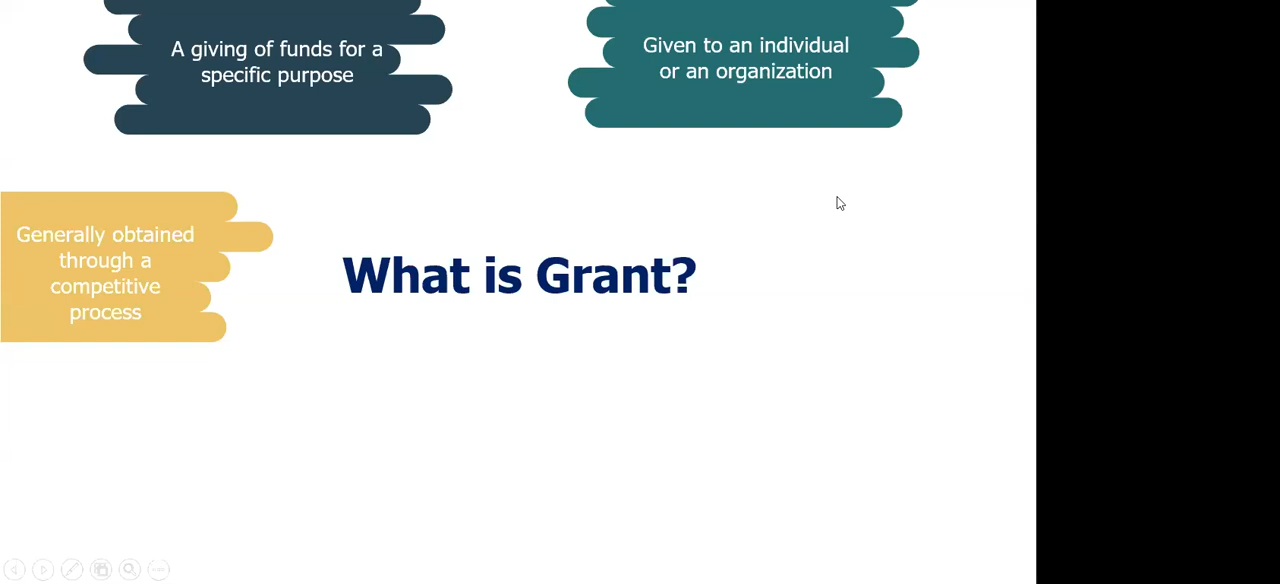 A giving of funds for a
specific purpose
Given to an individual
or an organization
Generally obtained
through a
competitive
process
What is Grant?